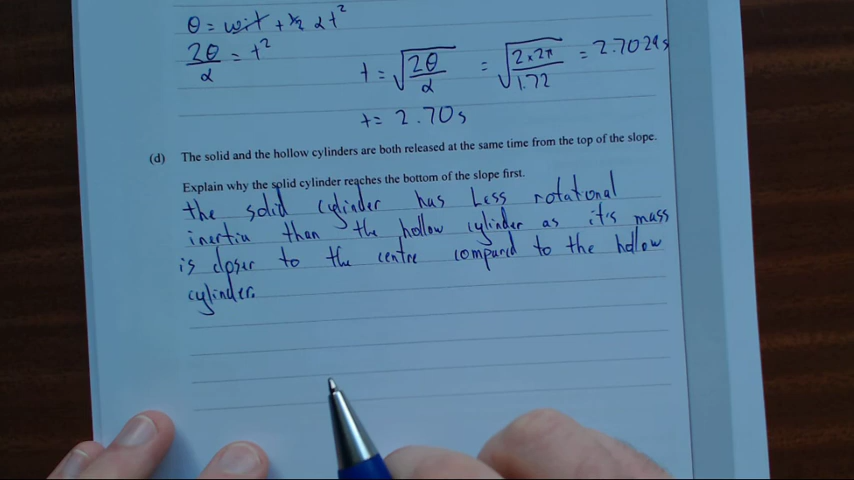 θ = wit + ½ α t²
2θ/α = t²
t = √(2θ/α) = √(2×2π/1.72) = 2.7029s
t = 2.70s
(d) The solid and the hollow cylinders are both released at the same time from the top of the slope.
Explain why the solid cylinder reaches the bottom of the slope first.
the solid cylinder has Less rotational
inertia than the hollow cylinder as it's mass
is closer to the centre compared to the hollow
cylinder.